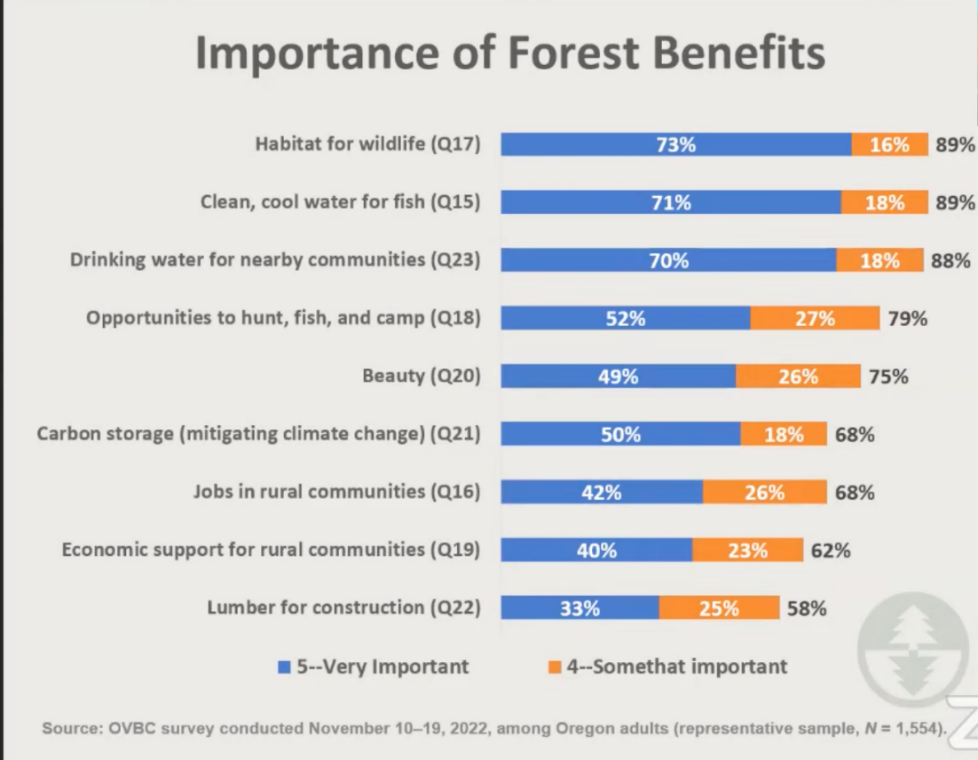 Importance of Forest Benefits
Habitat for wildlife (Q17) 73% 16% 89%
Clean, cool water for fish (Q15) 71% 18% 89%
Drinking water for nearby communities (Q23) 70% 18% 88%
Opportunities to hunt, fish, and camp (Q18) 52% 27% 79%
Beauty (Q20) 49% 26% 75%
Carbon storage (mitigating climate change) (Q21) 50% 18% 68%
Jobs in rural communities (Q16) 42% 26% 68%
Economic support for rural communities (Q19) 40% 23% 62%
Lumber for construction (Q22) 33% 25% 58%
5--Very Important 4--Somethat important
Source: OVBC survey conducted November 10–19, 2022, among Oregon adults (representative sample, N = 1,554).